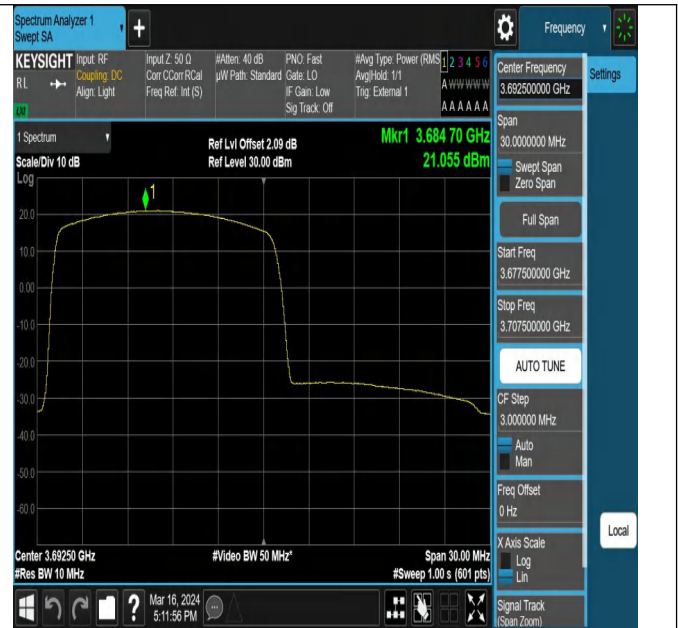 Spectrum Analyzer 1
Swept SA
+
Frequency
KEYSIGHT
Input: RF
Input Z: 50 Ω
#Atten: 40 dB
PNO: Fast
#Avg Type: Power (RMS
1 2 3 4 5 6
RL
Coupling: DC
Corr CCorr RCal
µW Path: Standard
Gate: LO
Avg|Hold: 1/1
A W W W W W
Align: Light
Freq Ref: Int (S)
IF Gain: Low
Trig: External 1
Sig Track: Off
A A A A A A
LXI
1 Spectrum
Ref Lvl Offset 2.09 dB
Mkr1 3.684 70 GHz
Scale/Div 10 dB
Ref Level 30.00 dBm
21.055 dBm
Log
1
20.0
10.0
0.00
-10.0
-20.0
-30.0
-40.0
-50.0
-60.0
Center 3.69250 GHz
#Video BW 50 MHz*
Span 30.00 MHz
#Res BW 10 MHz
#Sweep 1.00 s (601 pts)
?
Mar 16, 2024
5:11:56 PM
Center Frequency
3.692500000 GHz
Settings
Span
30.0000000 MHz
Swept Span
Zero Span
Full Span
Start Freq
3.677500000 GHz
Stop Freq
3.707500000 GHz
AUTO TUNE
CF Step
3.000000 MHz
Auto
Man
Freq Offset
0 Hz
Local
X Axis Scale
Log
Lin
Signal Track
(Span Zoom)